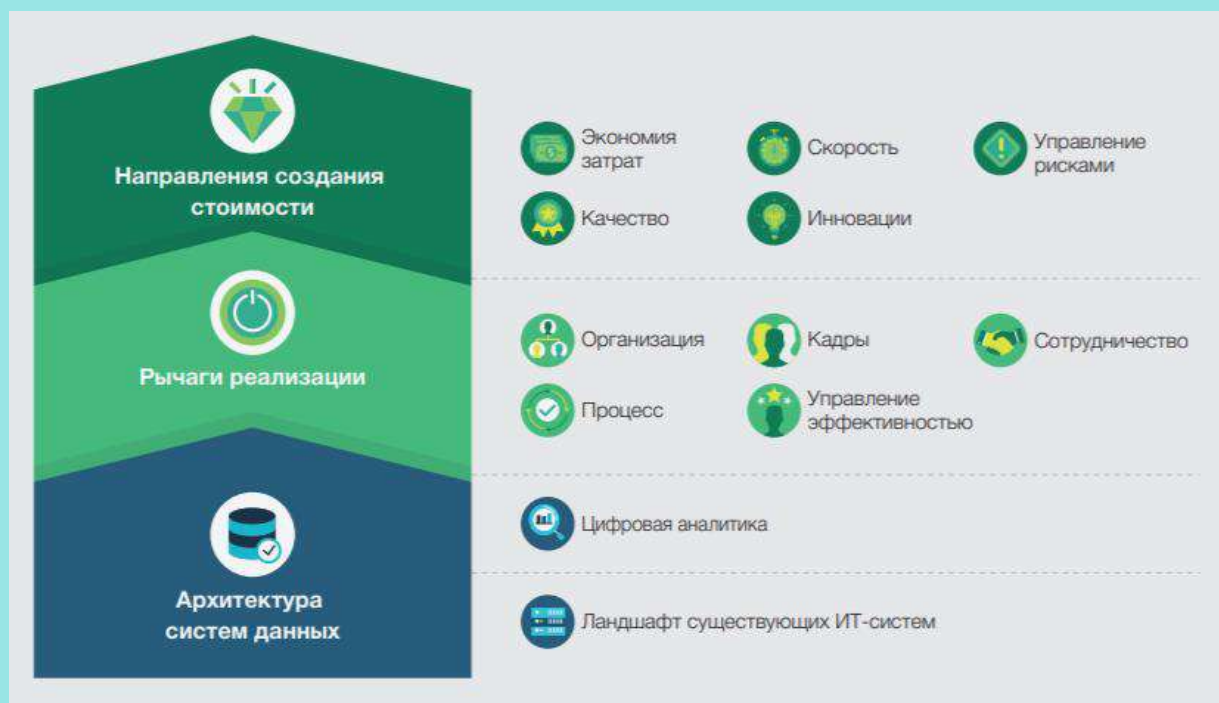 Направления создания
стоимости
Экономия
затрат
Скорость
Управление
рисками
Качество
Инновации
Рычаги реализации
Организация
Кадры
Сотрудничество
Процесс
Управление
эффективностью
Архитектура
систем данных
Цифровая аналитика
Ландшафт существующих ИТ-систем